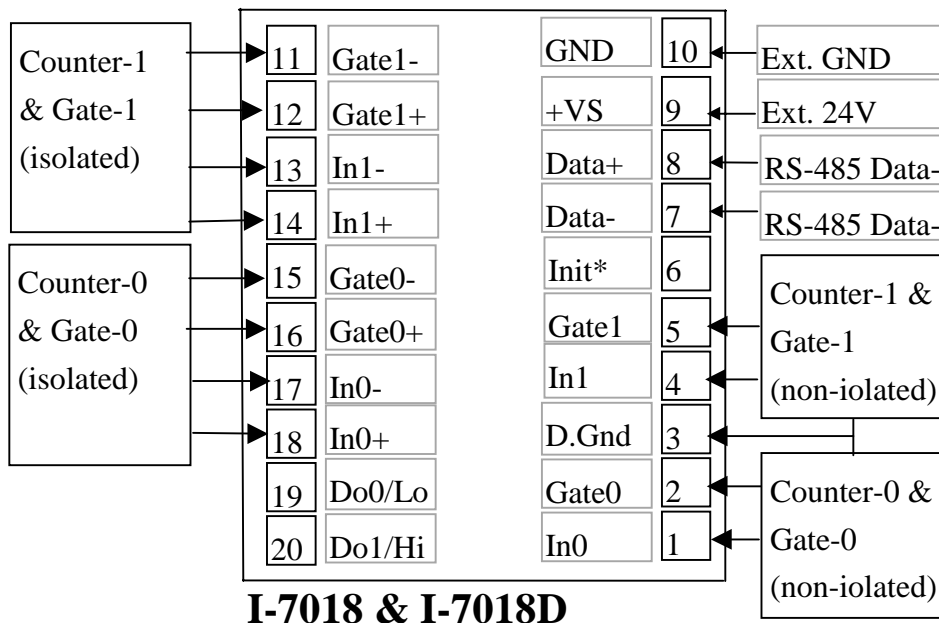 Counter-1
& Gate-1
(isolated)
Counter-0
& Gate-0
(isolated)
11 Gate1-
12 Gate1+
13 In1-
14 In1+
15 Gate0-
16 Gate0+
17 In0-
18 In0+
19 Do0/Lo
20 Do1/Hi
GND 10
+VS 9
Data+ 8
Data- 7
Init* 6
Gate1 5
In1 4
D.Gnd 3
Gate0 2
In0 1
Ext. GND
Ext. 24V
RS-485 Data-
RS-485 Data-
Counter-1 &
Gate-1
(non-iolated)
Counter-0 &
Gate-0
(non-iolated)
I-7018 & I-7018D